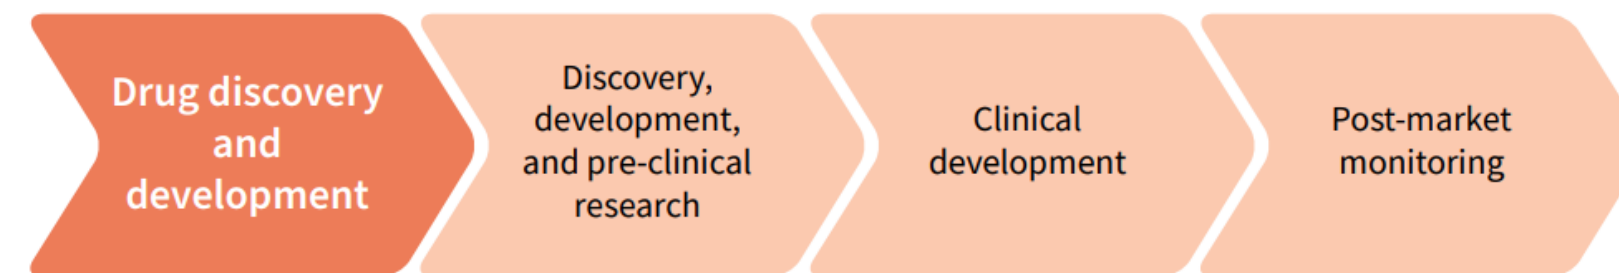 Drug discovery
and
development
Discovery,
development,
and pre-clinical
research
Clinical
development
Post-market
monitoring